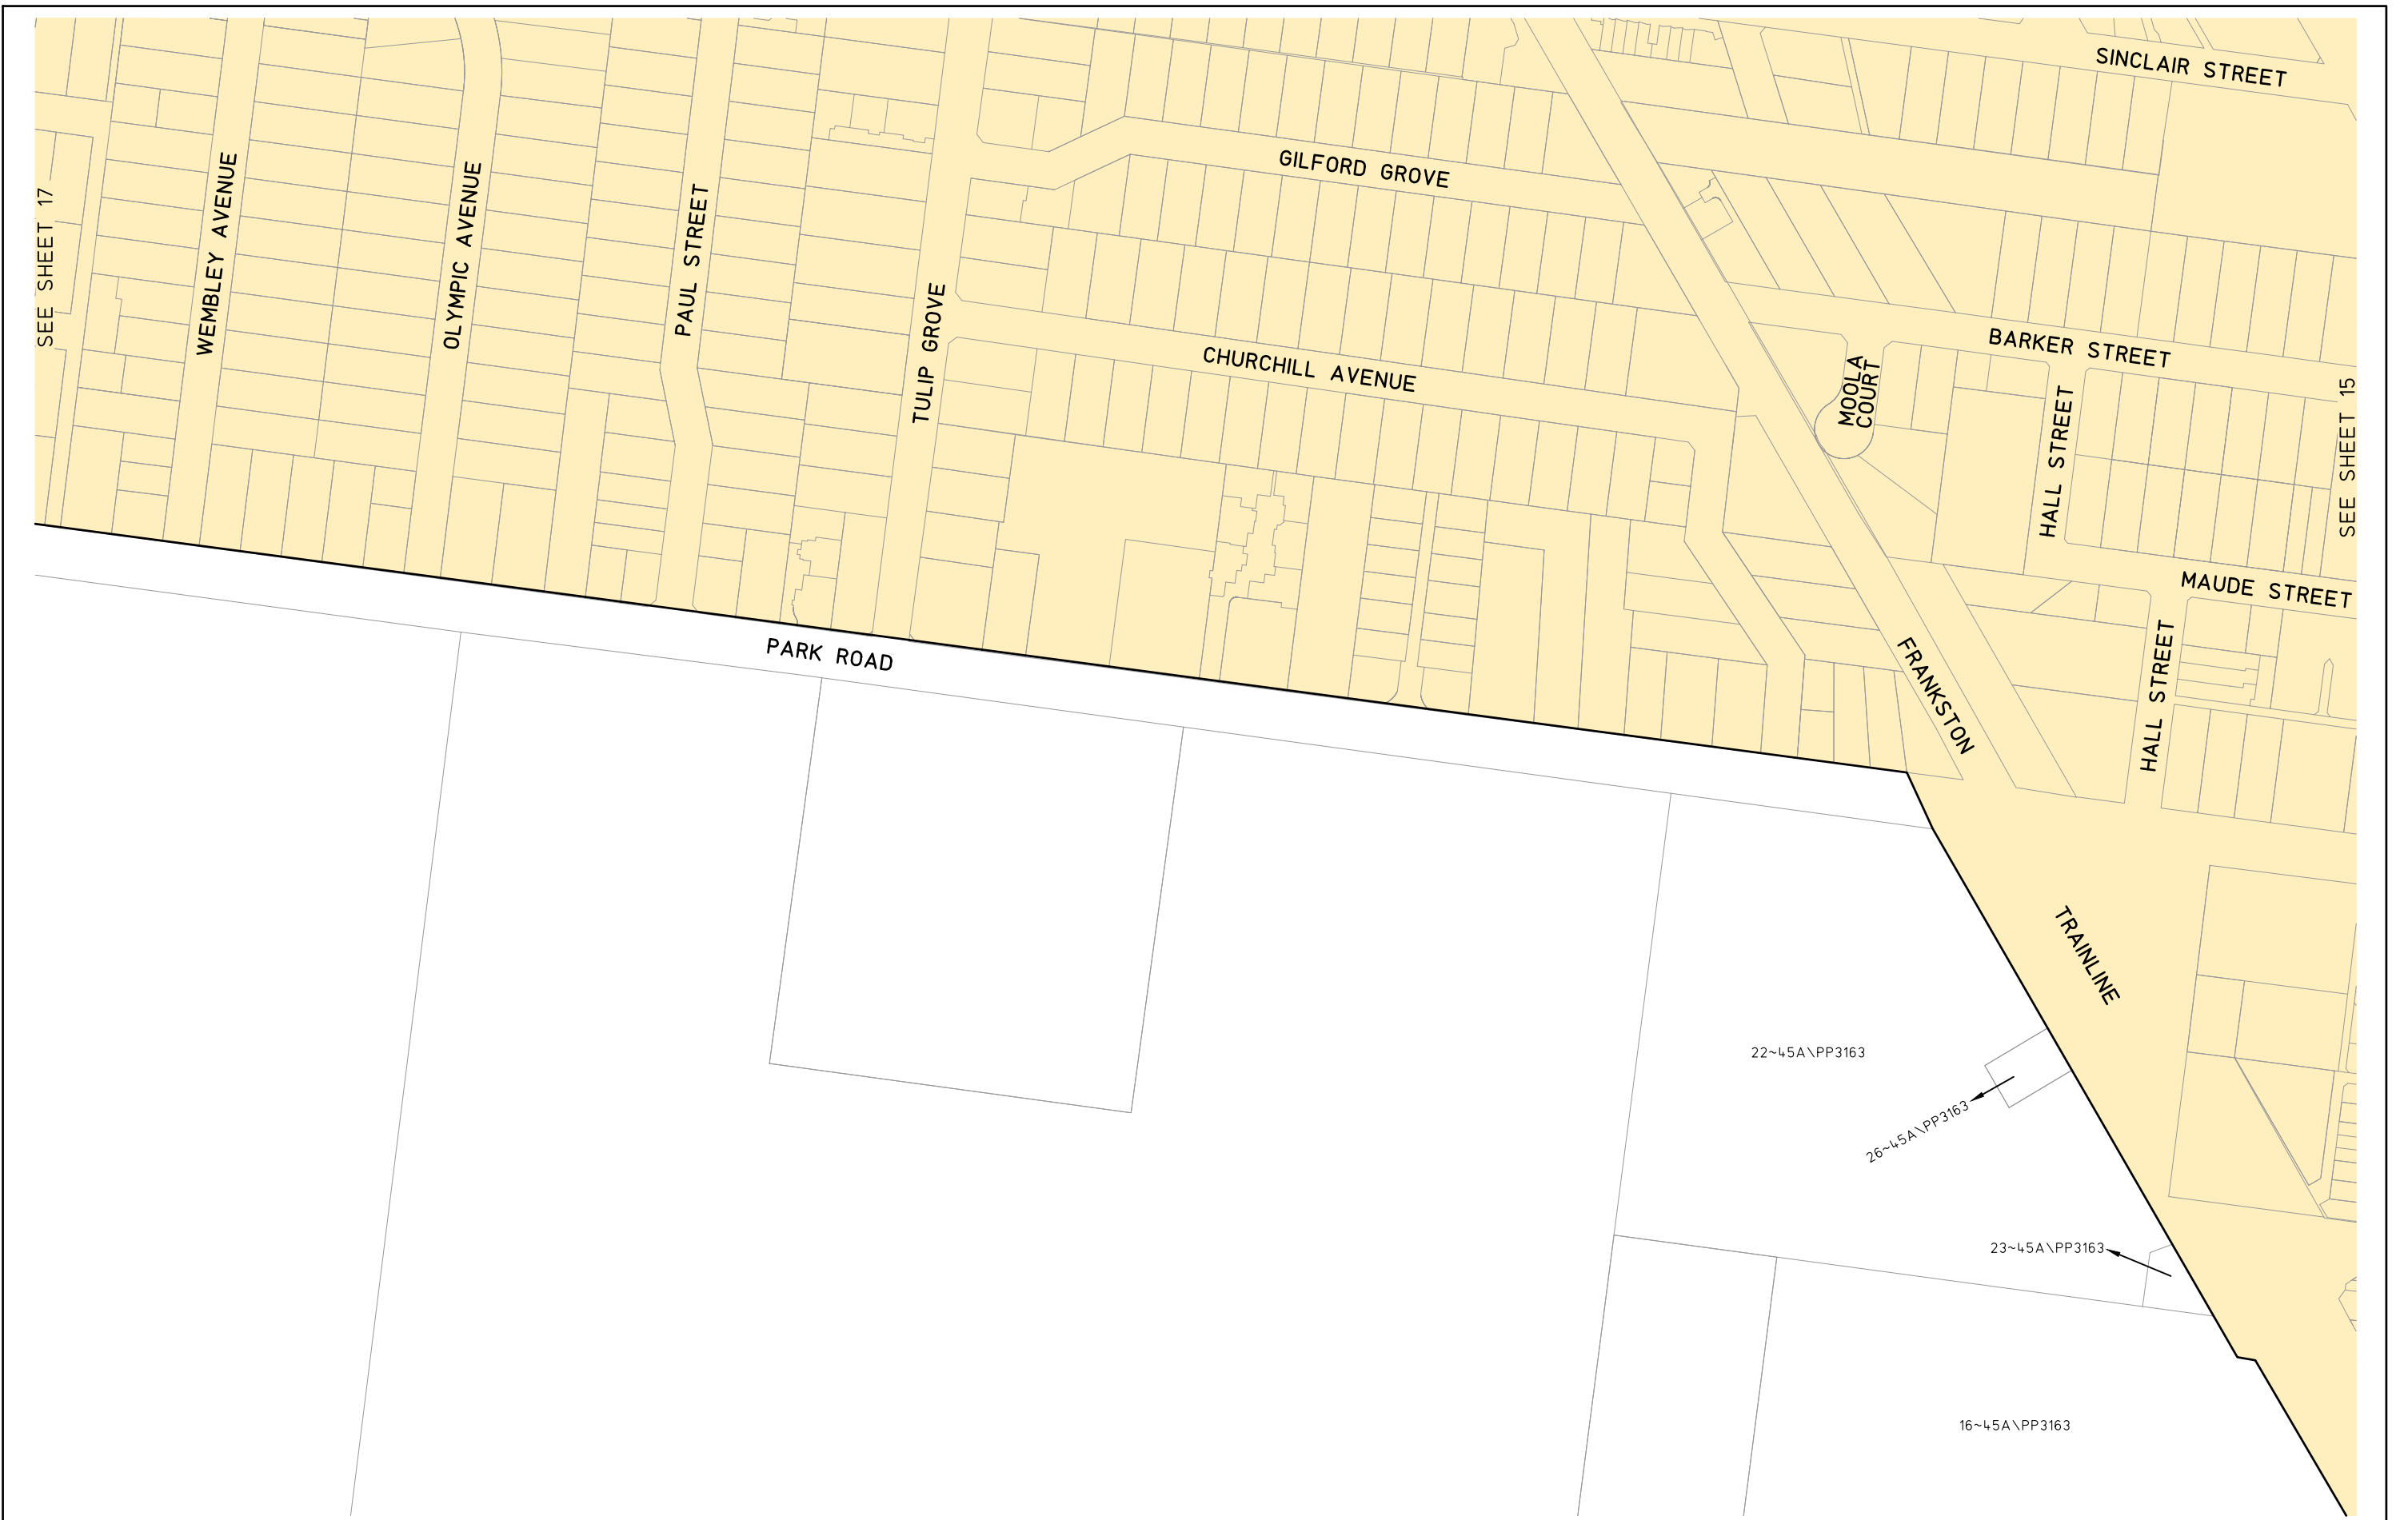 SINCLAIR STREET
GILFORD GROVE
SEE SHEET 17
WEMBLEY AVENUE
OLYMPIC AVENUE
PAUL STREET
TULIP GROVE
CHURCHILL AVENUE
BARKER STREET
MOOLA
COURT
HALL STREET
SEE SHEET 15
MAUDE STREET
PARK ROAD
FRANKSTON
HALL STREET
TRAINLINE
22~45A\PP3163
26~45A\PP3163
23~45A\PP3163
16~45A\PP3163